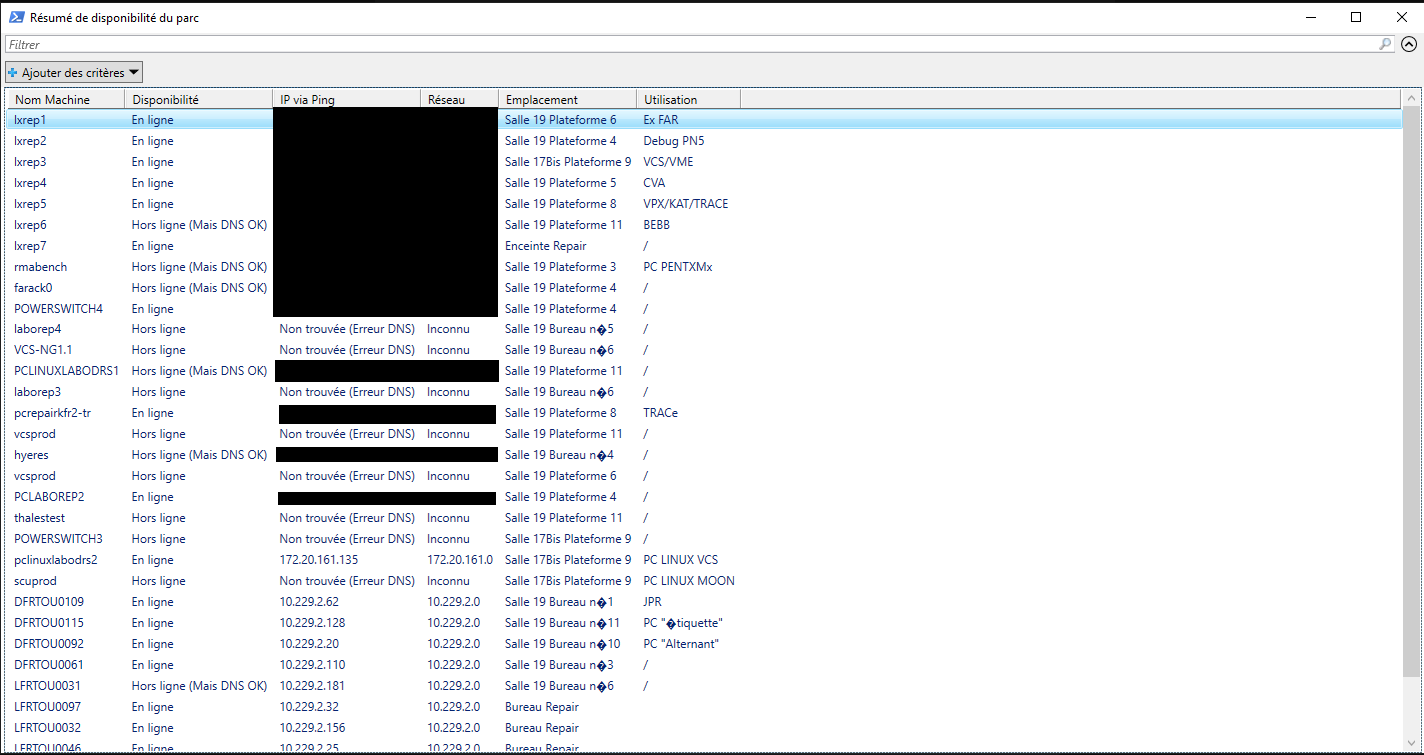 Résumé de disponibilité du parc
Filtrer
Ajouter des critères
Nom Machine Disponibilité IP via Ping Réseau Emplacement Utilisation
lxrep1 En ligne Salle 19 Plateforme 6 Ex FAR
lxrep2 En ligne Salle 19 Plateforme 4 Debug PN5
lxrep3 En ligne Salle 17Bis Plateforme 9 VCS/VME
lxrep4 En ligne Salle 19 Plateforme 5 CVA
lxrep5 En ligne Salle 19 Plateforme 8 VPX/KAT/TRACE
lxrep6 Hors ligne (Mais DNS OK) Salle 19 Plateforme 11 BEBB
lxrep7 En ligne Enceinte Repair /
rmabench Hors ligne (Mais DNS OK) Salle 19 Plateforme 3 PC PENTXMx
farack0 Hors ligne (Mais DNS OK) Salle 19 Plateforme 4 /
POWERSWITCH4 En ligne Salle 19 Plateforme 4 /
laborep4 Hors ligne Non trouvée (Erreur DNS) Inconnu Salle 19 Bureau n�5 /
VCS-NG1.1 Hors ligne Non trouvée (Erreur DNS) Inconnu Salle 19 Bureau n�6 /
PCLINUXLABODRS1 Hors ligne (Mais DNS OK) Salle 19 Plateforme 11 /
laborep3 Hors ligne Non trouvée (Erreur DNS) Inconnu Salle 19 Bureau n�6 /
pcrepairkfr2-tr En ligne Salle 19 Plateforme 8 TRACe
vcsprod Hors ligne Non trouvée (Erreur DNS) Inconnu Salle 19 Plateforme 11 /
hyeres Hors ligne (Mais DNS OK) Salle 19 Bureau n�4 /
vcsprod Hors ligne Non trouvée (Erreur DNS) Inconnu Salle 19 Plateforme 6 /
PCLABOREP2 En ligne Salle 19 Plateforme 4 /
thalestest Hors ligne Non trouvée (Erreur DNS) Inconnu Salle 19 Plateforme 11 /
POWERSWITCH3 Hors ligne Non trouvée (Erreur DNS) Inconnu Salle 17Bis Plateforme 9 /
pclinuxlabodrs2 En ligne 172.20.161.135 172.20.161.0 Salle 17Bis Plateforme 9 PC LINUX VCS
scuprod Hors ligne Non trouvée (Erreur DNS) Inconnu Salle 17Bis Plateforme 9 PC LINUX MOON
DFRTOU0109 En ligne 10.229.2.62 10.229.2.0 Salle 19 Bureau n�1 JPR
DFRTOU0115 En ligne 10.229.2.128 10.229.2.0 Salle 19 Bureau n�11 PC "�tiquette"
DFRTOU0092 En ligne 10.229.2.20 10.229.2.0 Salle 19 Bureau n�10 PC "Alternant"
DFRTOU0061 En ligne 10.229.2.110 10.229.2.0 Salle 19 Bureau n�3 /
LFRTOU0031 Hors ligne (Mais DNS OK) 10.229.2.181 10.229.2.0 Salle 19 Bureau n�6 /
LFRTOU0097 En ligne 10.229.2.32 10.229.2.0 Bureau Repair
LFRTOU0032 En ligne 10.229.2.156 10.229.2.0 Bureau Repair
LFRTOU0046 En ligne 10.229.2.25 10.229.2.0 Bureau Repair